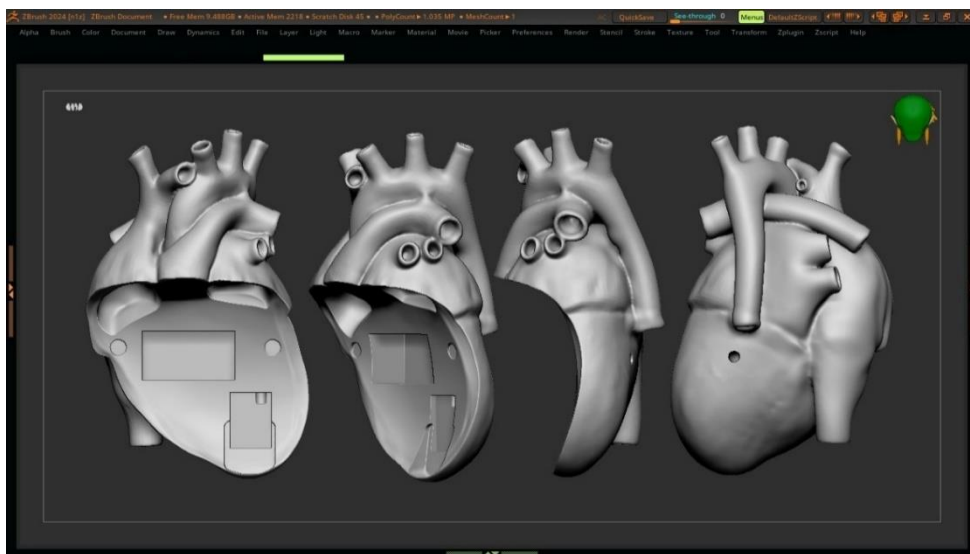 ZBrush 2024 [n1z] ZBrush Document • Free Mem 9.488GB • Active Mem 2218 • Scratch Disk 45 • • PolyCount▸ 1.035 MP • MeshCount▸ 1 AC QuickSave See-through 0 Menus DefaultZScript
Alpha Brush Color Document Draw Dynamics Edit File Layer Light Macro Marker Material Movie Picker Preferences Render Stencil Stroke Texture Tool Transform Zplugin Zscript Help